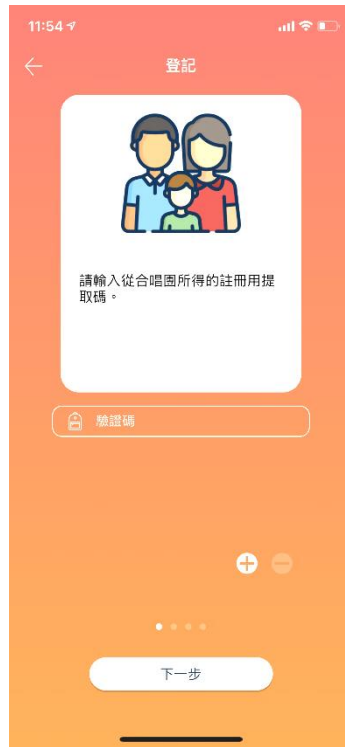 11:54
登記
請輸入從合唱團所得的註冊用提
取碼。
驗證碼
下一步